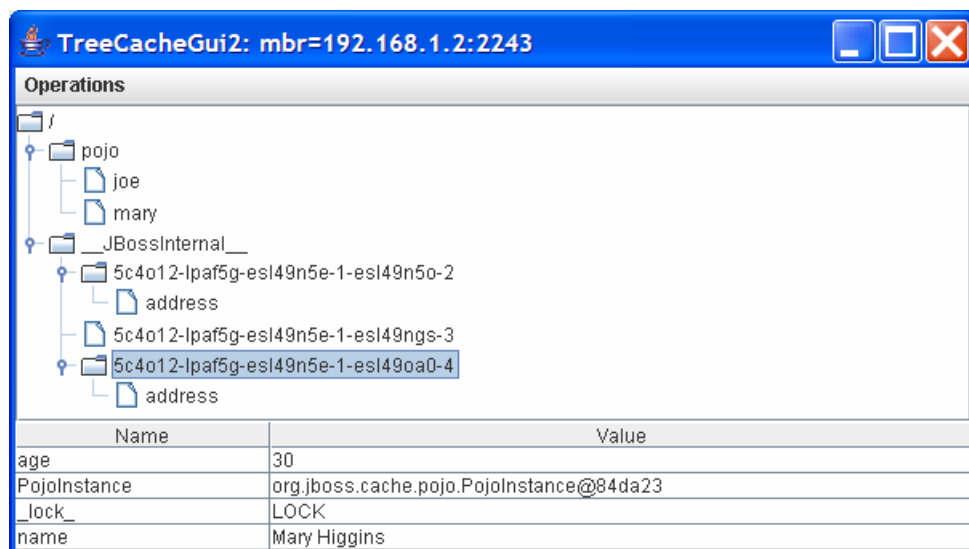 TreeCacheGui2: mbr=192.168.1.2:2243
Operations
/
pojo
joe
mary
__JBossInternal__
5c4o12-lpaf5g-esl49n5e-1-esl49n5o-2
address
5c4o12-lpaf5g-esl49n5e-1-esl49ngs-3
5c4o12-lpaf5g-esl49n5e-1-esl49oa0-4
address
Name Value
age 30
PojoInstance org.jboss.cache.pojo.PojoInstance@84da23
_lock_ LOCK
name Mary Higgins